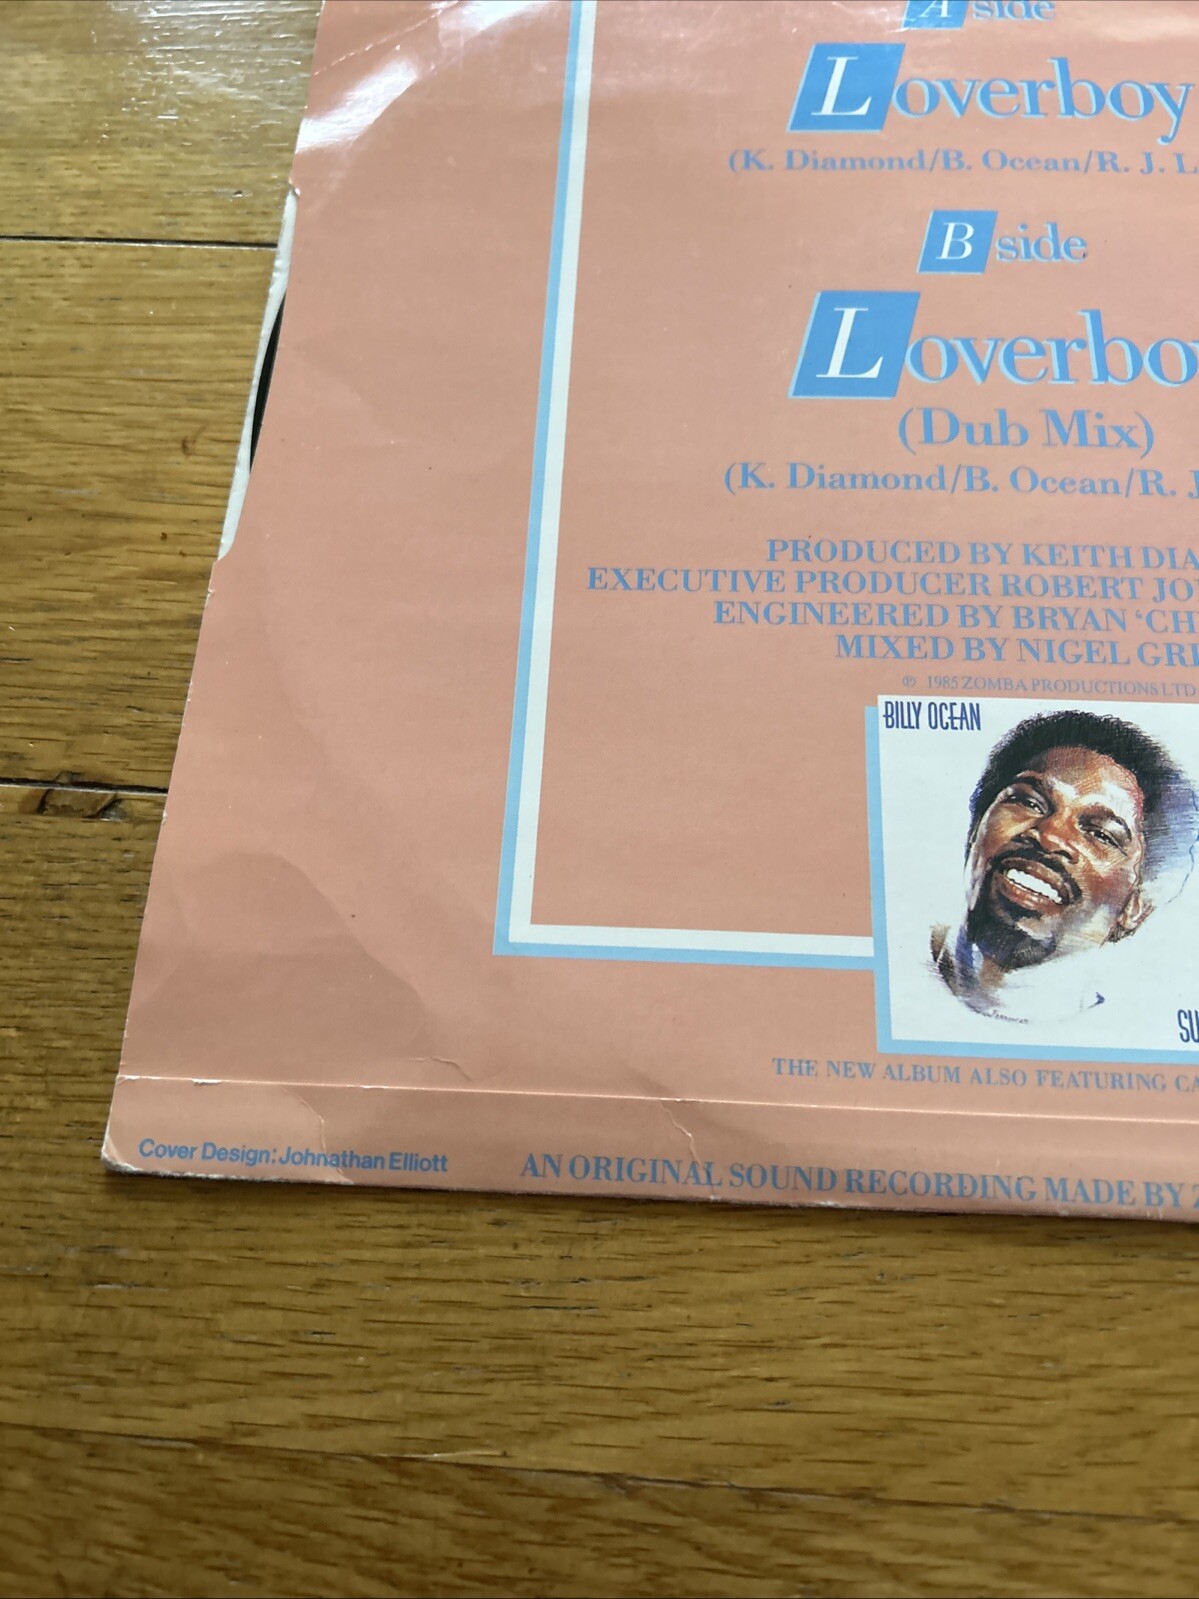 A side
Loverboy
(K. Diamond/B. Ocean/R. J. L
B side
Loverbo
(Dub Mix)
(K. Diamond/B. Ocean/R. J
PRODUCED BY KEITH DIA
EXECUTIVE PRODUCER ROBERT JO
ENGINEERED BY BRYAN ‘CH
MIXED BY NIGEL GRE
℗ 1985 ZOMBA PRODUCTIONS LTD
BILLY OCEAN
SU
THE NEW ALBUM ALSO FEATURING CA
Cover Design: Johnathan Elliott
AN ORIGINAL SOUND RECORDING MADE BY